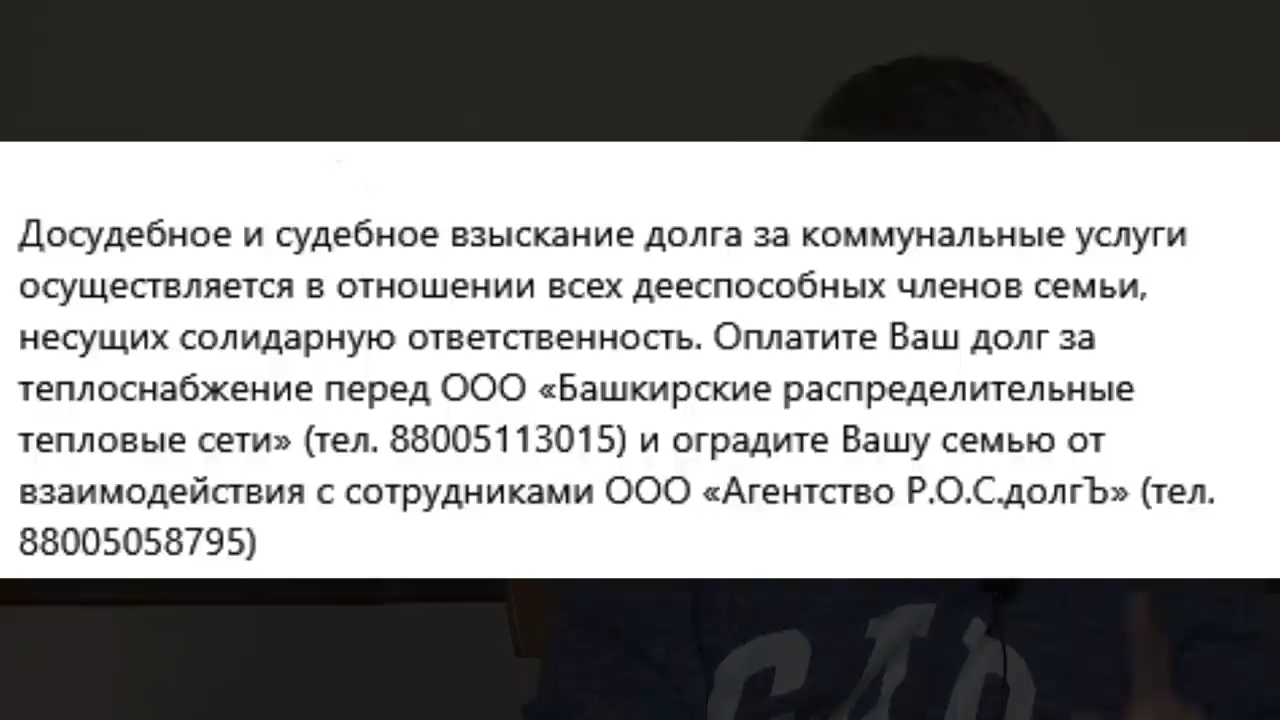 Досудебное и судебное взыскание долга за коммунальные услуги
осуществляется в отношении всех дееспособных членов семьи,
несущих солидарную ответственность. Оплатите Ваш долг за
теплоснабжение перед ООО «Башкирские распределительные
тепловые сети» (тел. 88005113015) и оградите Вашу семью от
взаимодействия с сотрудниками ООО «Агентство Р.О.С.долгЪ» (тел.
88005058795)